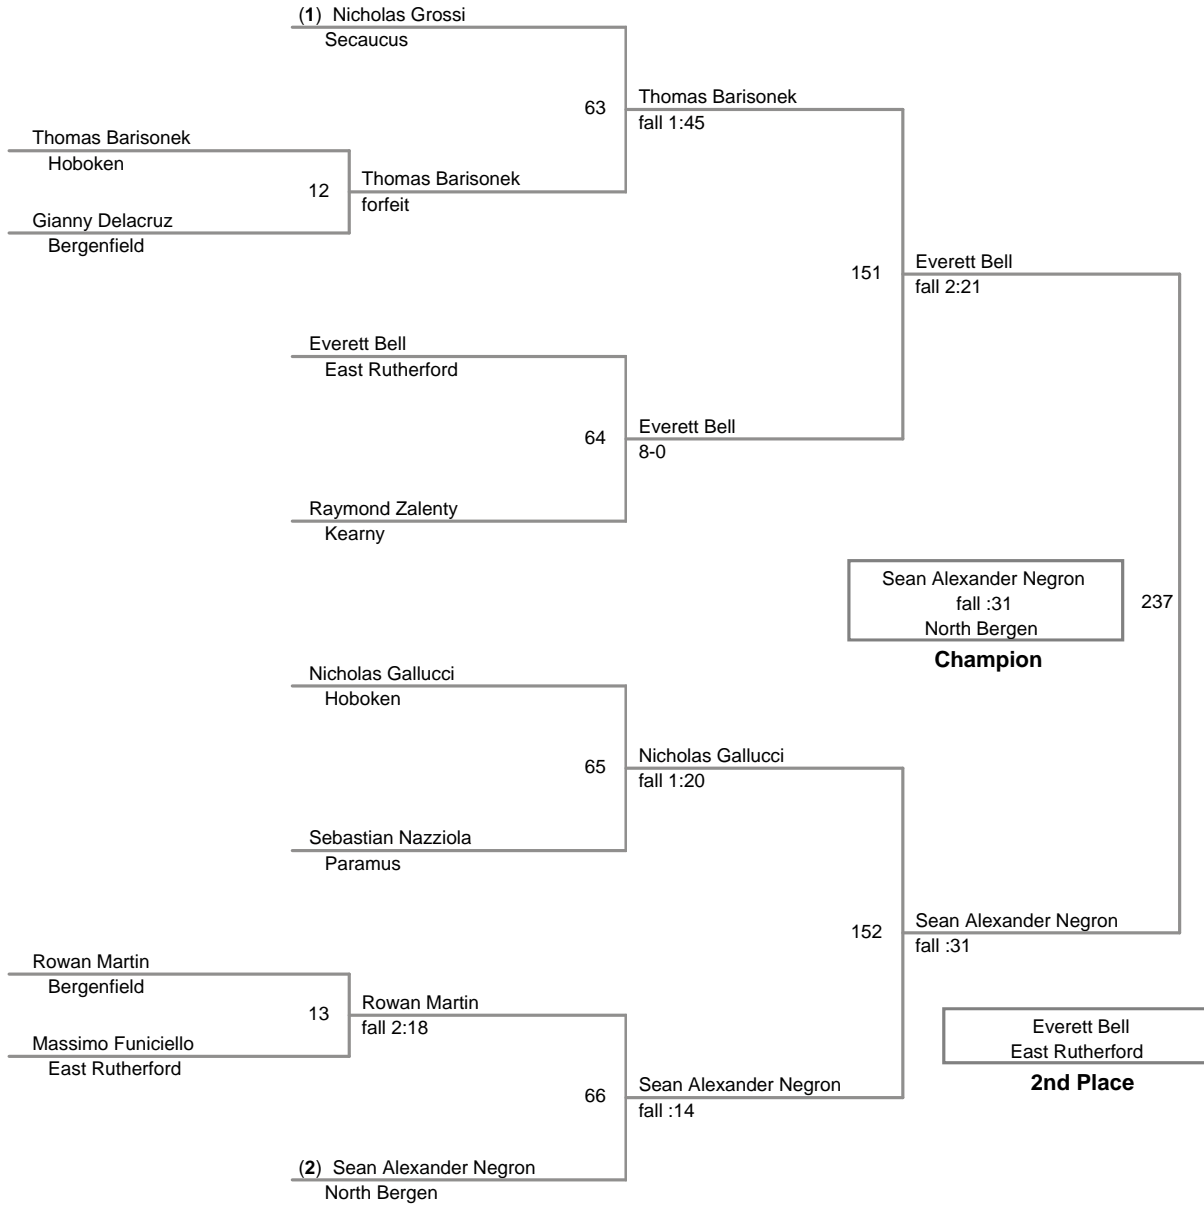 (1) Nicholas Grossi
Secaucus
63
Thomas Barisonek
fall 1:45
Thomas Barisonek
Hoboken
12
Thomas Barisonek
forfeit
Gianny Delacruz
Bergenfield
151
Everett Bell
fall 2:21
Everett Bell
East Rutherford
64
Everett Bell
8-0
Raymond Zalenty
Kearny
Sean Alexander Negron
fall :31
North Bergen
237
Champion
Nicholas Gallucci
Hoboken
65
Nicholas Gallucci
fall 1:20
Sebastian Nazziola
Paramus
152
Sean Alexander Negron
fall :31
Rowan Martin
Bergenfield
13
Rowan Martin
fall 2:18
Massimo Funiciello
East Rutherford
Everett Bell
East Rutherford
2nd Place
66
Sean Alexander Negron
fall :14
(2) Sean Alexander Negron
North Bergen